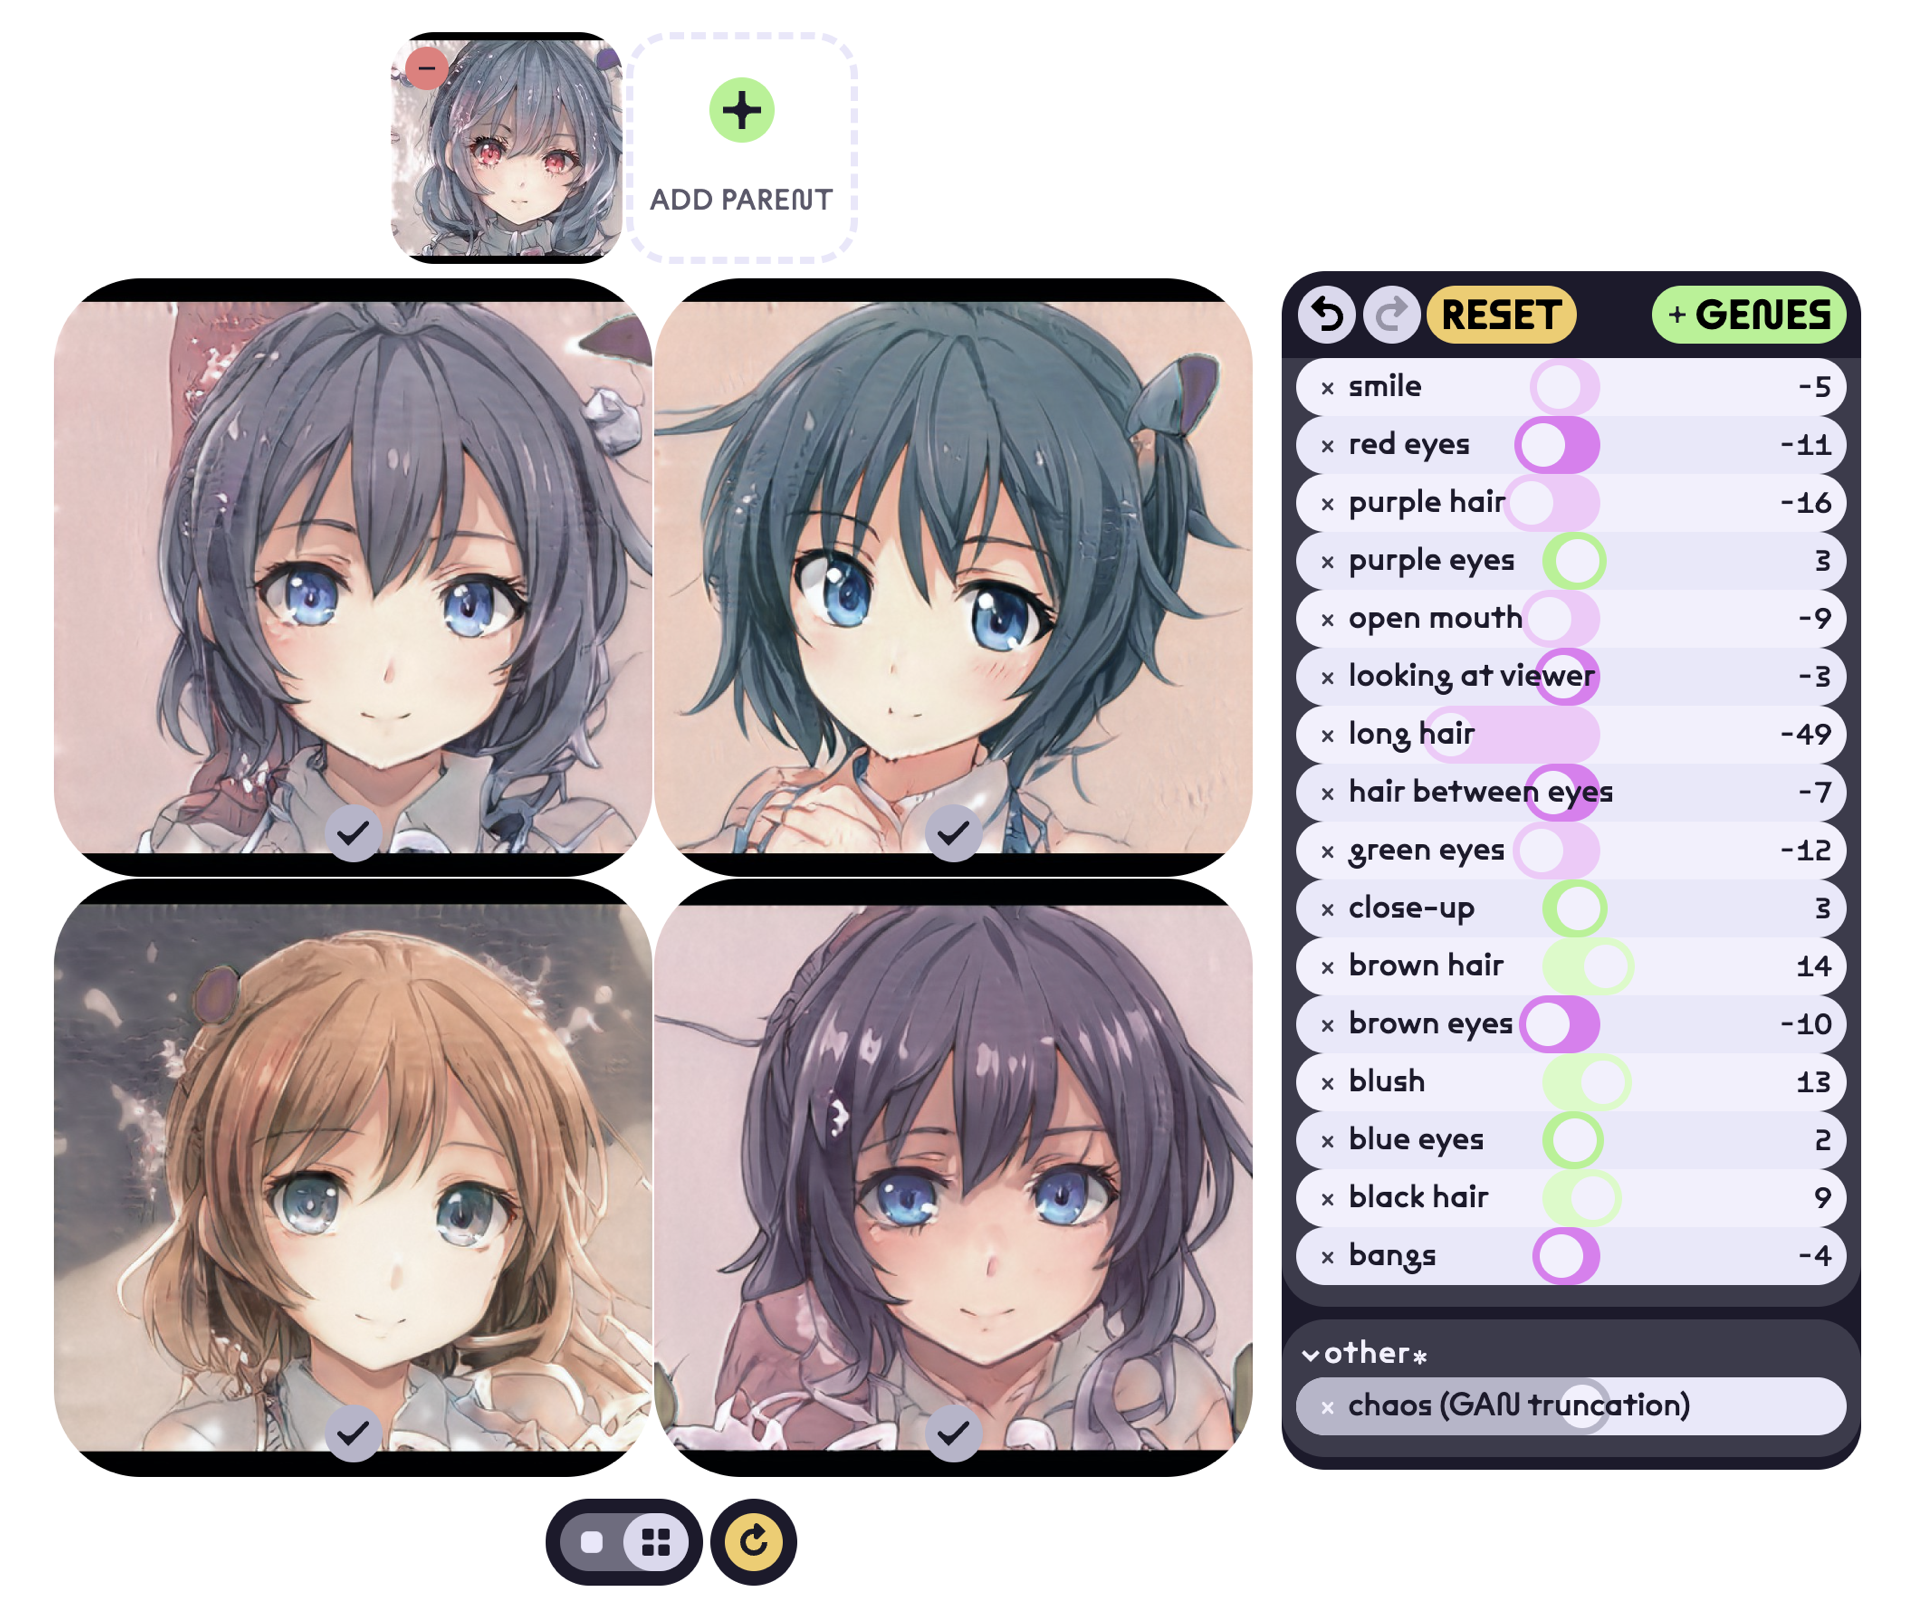 ADD PARENT
RESET
+ GENES
× smile -5
× red eyes -11
× purple hair -16
× purple eyes 3
× open mouth -9
× looking at viewer -3
× long hair -49
× hair between eyes -7
× green eyes -12
× close-up 3
× brown hair 14
× brown eyes -10
× blush 13
× blue eyes 2
× black hair 9
× bangs -4
other*
× chaos (GAN truncation)